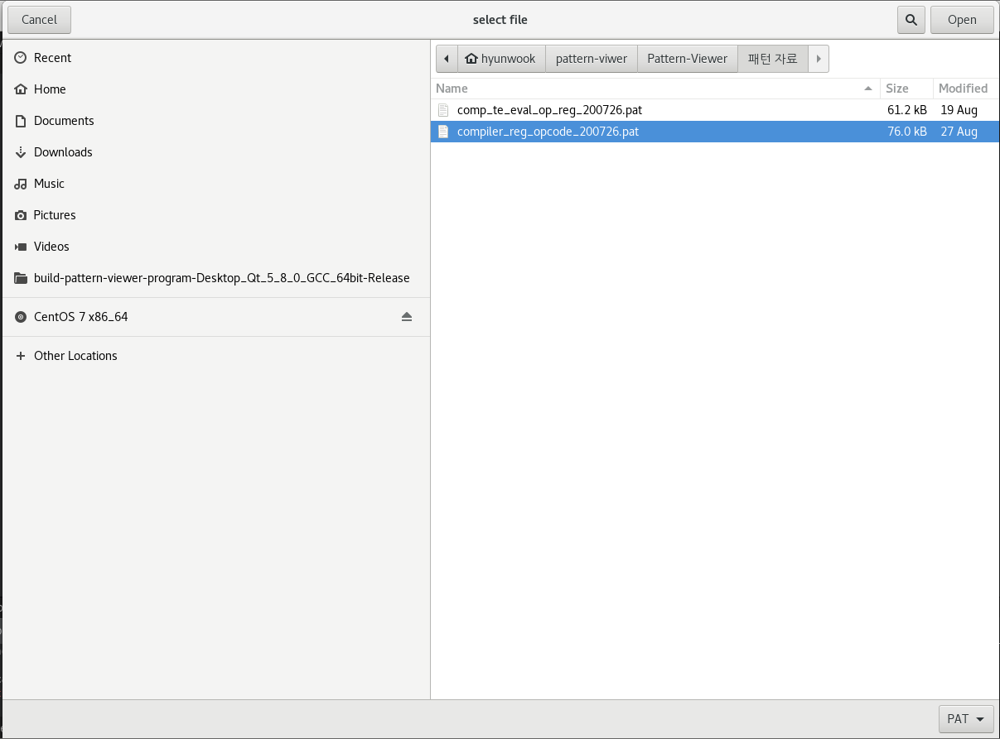 Cancel select file Open
Recent
Home
Documents
Downloads
Music
Pictures
Videos
build-pattern-viewer-program-Desktop_Qt_5_8_0_GCC_64bit-Release
CentOS 7 x86_64
Other Locations
hyunwook pattern-viwer Pattern-Viewer 패턴 자료
Name Size Modified
comp_te_eval_op_reg_200726.pat 61.2 kB 19 Aug
compiler_reg_opcode_200726.pat 76.0 kB 27 Aug
PAT